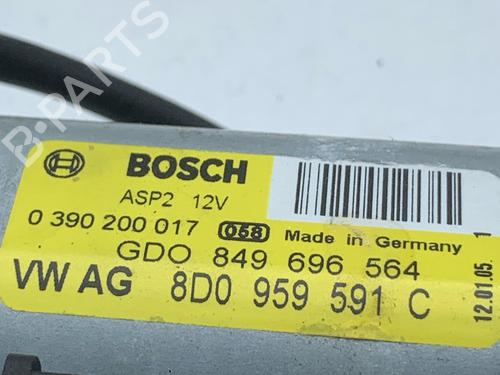 BOSCH
ASP2 12V
0 390 200 017 058 Made in Germany
GDO 849 696 564
VW AG 8D0 959 591 C
12.01.05. 1
B-PARTS